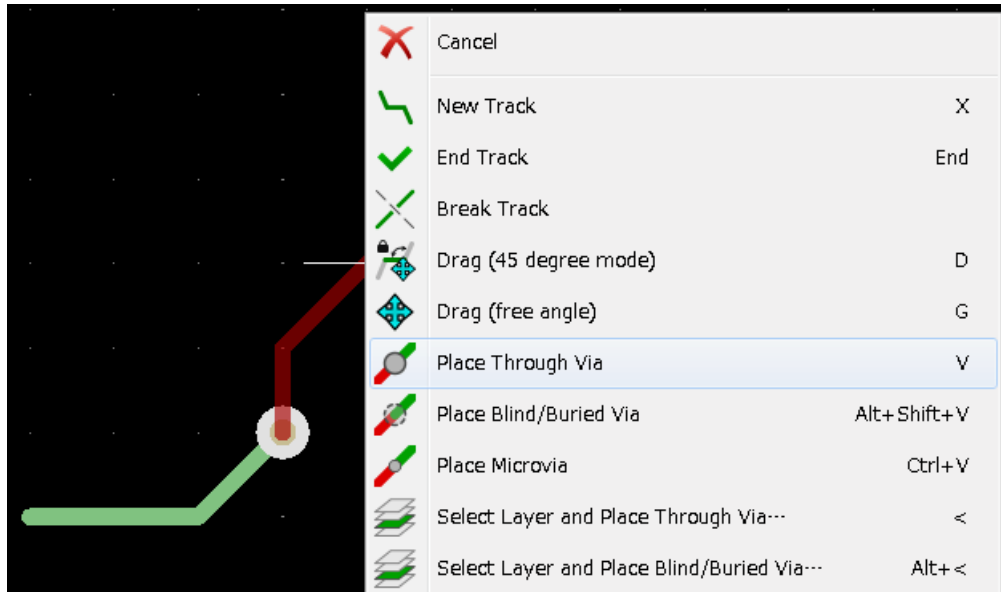 Cancel
New Track X
End Track End
Break Track
Drag (45 degree mode) D
Drag (free angle) G
Place Through Via V
Place Blind/Buried Via Alt+Shift+V
Place Microvia Ctrl+V
Select Layer and Place Through Via... <
Select Layer and Place Blind/Buried Via... Alt+<